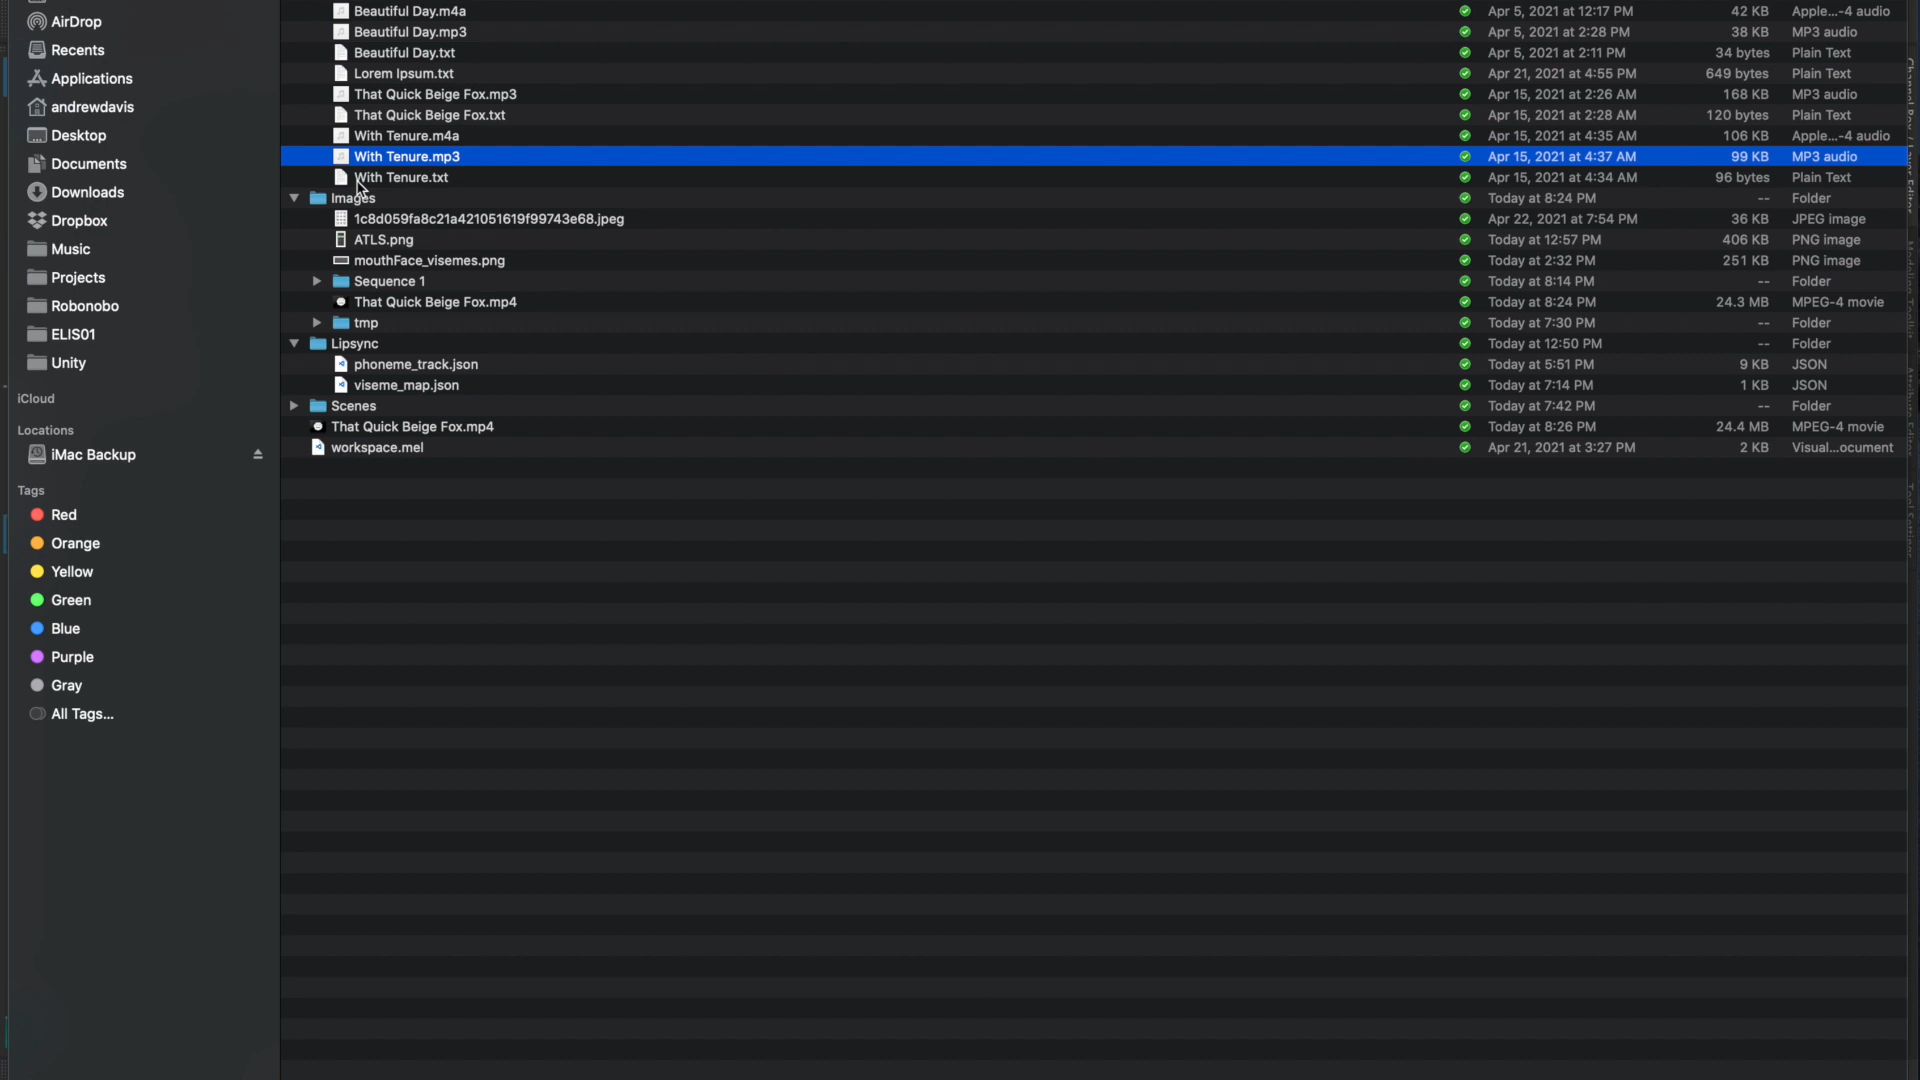 AirDrop
Recents
Applications
andrewdavis
Desktop
Documents
Downloads
Dropbox
Music
Projects
Robonobo
ELIS01
Unity
iCloud
Locations
iMac Backup
Tags
Red
Orange
Yellow
Green
Blue
Purple
Gray
All Tags...
Beautiful Day.m4a Apr 5, 2021 at 12:17 PM 42 KB Apple...-4 audio
Beautiful Day.mp3 Apr 5, 2021 at 2:28 PM 38 KB MP3 audio
Beautiful Day.txt Apr 5, 2021 at 2:11 PM 34 bytes Plain Text
Lorem Ipsum.txt Apr 21, 2021 at 4:55 PM 649 bytes Plain Text
That Quick Beige Fox.mp3 Apr 15, 2021 at 2:26 AM 168 KB MP3 audio
That Quick Beige Fox.txt Apr 15, 2021 at 2:28 AM 120 bytes Plain Text
With Tenure.m4a Apr 15, 2021 at 4:35 AM 106 KB Apple...-4 audio
With Tenure.mp3 Apr 15, 2021 at 4:37 AM 99 KB MP3 audio
With Tenure.txt Apr 15, 2021 at 4:34 AM 96 bytes Plain Text
Images Today at 8:24 PM -- Folder
1c8d059fa8c21a421051619f99743e68.jpeg Apr 22, 2021 at 7:54 PM 36 KB JPEG image
ATLS.png Today at 12:57 PM 406 KB PNG image
mouthFace_visemes.png Today at 2:32 PM 251 KB PNG image
Sequence 1 Today at 8:14 PM -- Folder
That Quick Beige Fox.mp4 Today at 8:24 PM 24.3 MB MPEG-4 movie
tmp Today at 7:30 PM -- Folder
Lipsync Today at 12:50 PM -- Folder
phoneme_track.json Today at 5:51 PM 9 KB JSON
viseme_map.json Today at 7:14 PM 1 KB JSON
Scenes Today at 7:42 PM -- Folder
That Quick Beige Fox.mp4 Today at 8:26 PM 24.4 MB MPEG-4 movie
workspace.mel Apr 21, 2021 at 3:27 PM 2 KB Visual...ocument